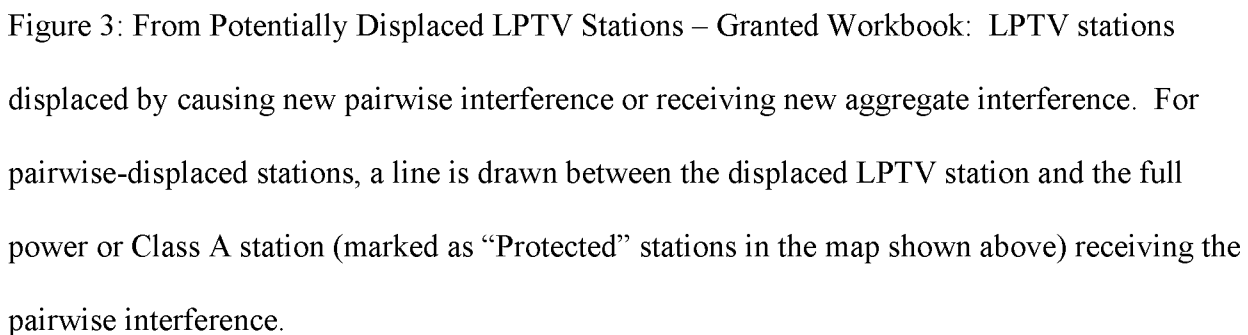 Figure 3: From Potentially Displaced LPTV Stations – Granted Workbook:  LPTV stations
displaced by causing new pairwise interference or receiving new aggregate interference.  For
pairwise-displaced stations, a line is drawn between the displaced LPTV station and the full
power or Class A station (marked as “Protected” stations in the map shown above) receiving the
pairwise interference.